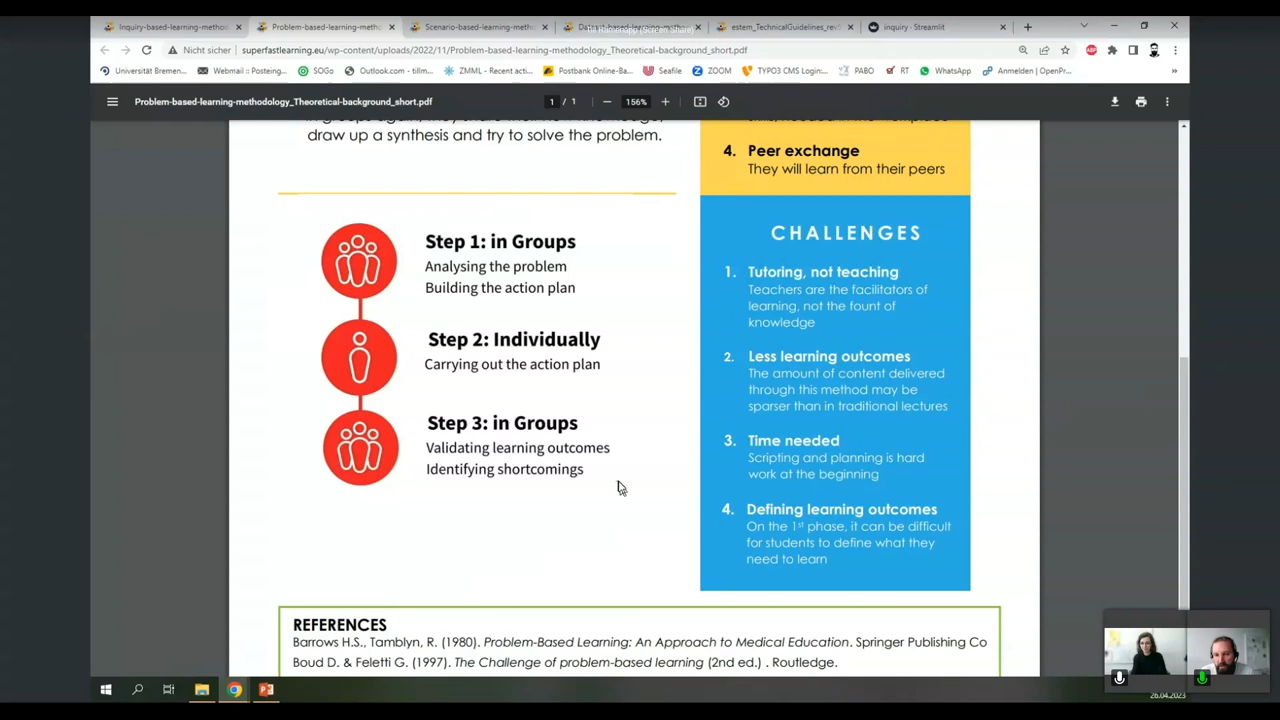 Inquiry-based-learning-metho
Problem-based-learning-metho
Scenario-based-learning-metho
estem_TechnicalGuidelines_rev
inquiry - Streamlit
Nicht sicher
superfastlearning.eu/wp-content/uploads/2022/11/Problem-based-learning-methodology_Theoretical-background_short.pdf
Universität Bremen...
Webmail :: Posteing...
SOGo
Outlook.com - tillm...
ZMML - Recent acti...
Postbank Online-Ba...
Seafile
ZOOM
TYPO3 CMS Login:...
PABO
RT
WhatsApp
Anmelden | OpenPr...
Problem-based-learning-methodology_Theoretical-background_short.pdf
1 / 1
156%
draw up a synthesis and try to solve the problem.
4. Peer exchange
They will learn from their peers
Step 1: in Groups
Analysing the problem
Building the action plan
Step 2: Individually
Carrying out the action plan
Step 3: in Groups
Validating learning outcomes
Identifying shortcomings
CHALLENGES
1. Tutoring, not teaching
Teachers are the facilitators of
learning, not the fount of
knowledge
2. Less learning outcomes
The amount of content delivered
through this method may be
sparser than in traditional lectures
3. Time needed
Scripting and planning is hard
work at the beginning
4. Defining learning outcomes
On the 1st phase, it can be difficult
for students to define what they
need to learn
REFERENCES
Barrows H.S., Tamblyn, R. (1980). Problem-Based Learning: An Approach to Medical Education. Springer Publishing Co
Boud D. & Feletti G. (1997). The Challenge of problem-based learning (2nd ed.) . Routledge.
26.04.2023